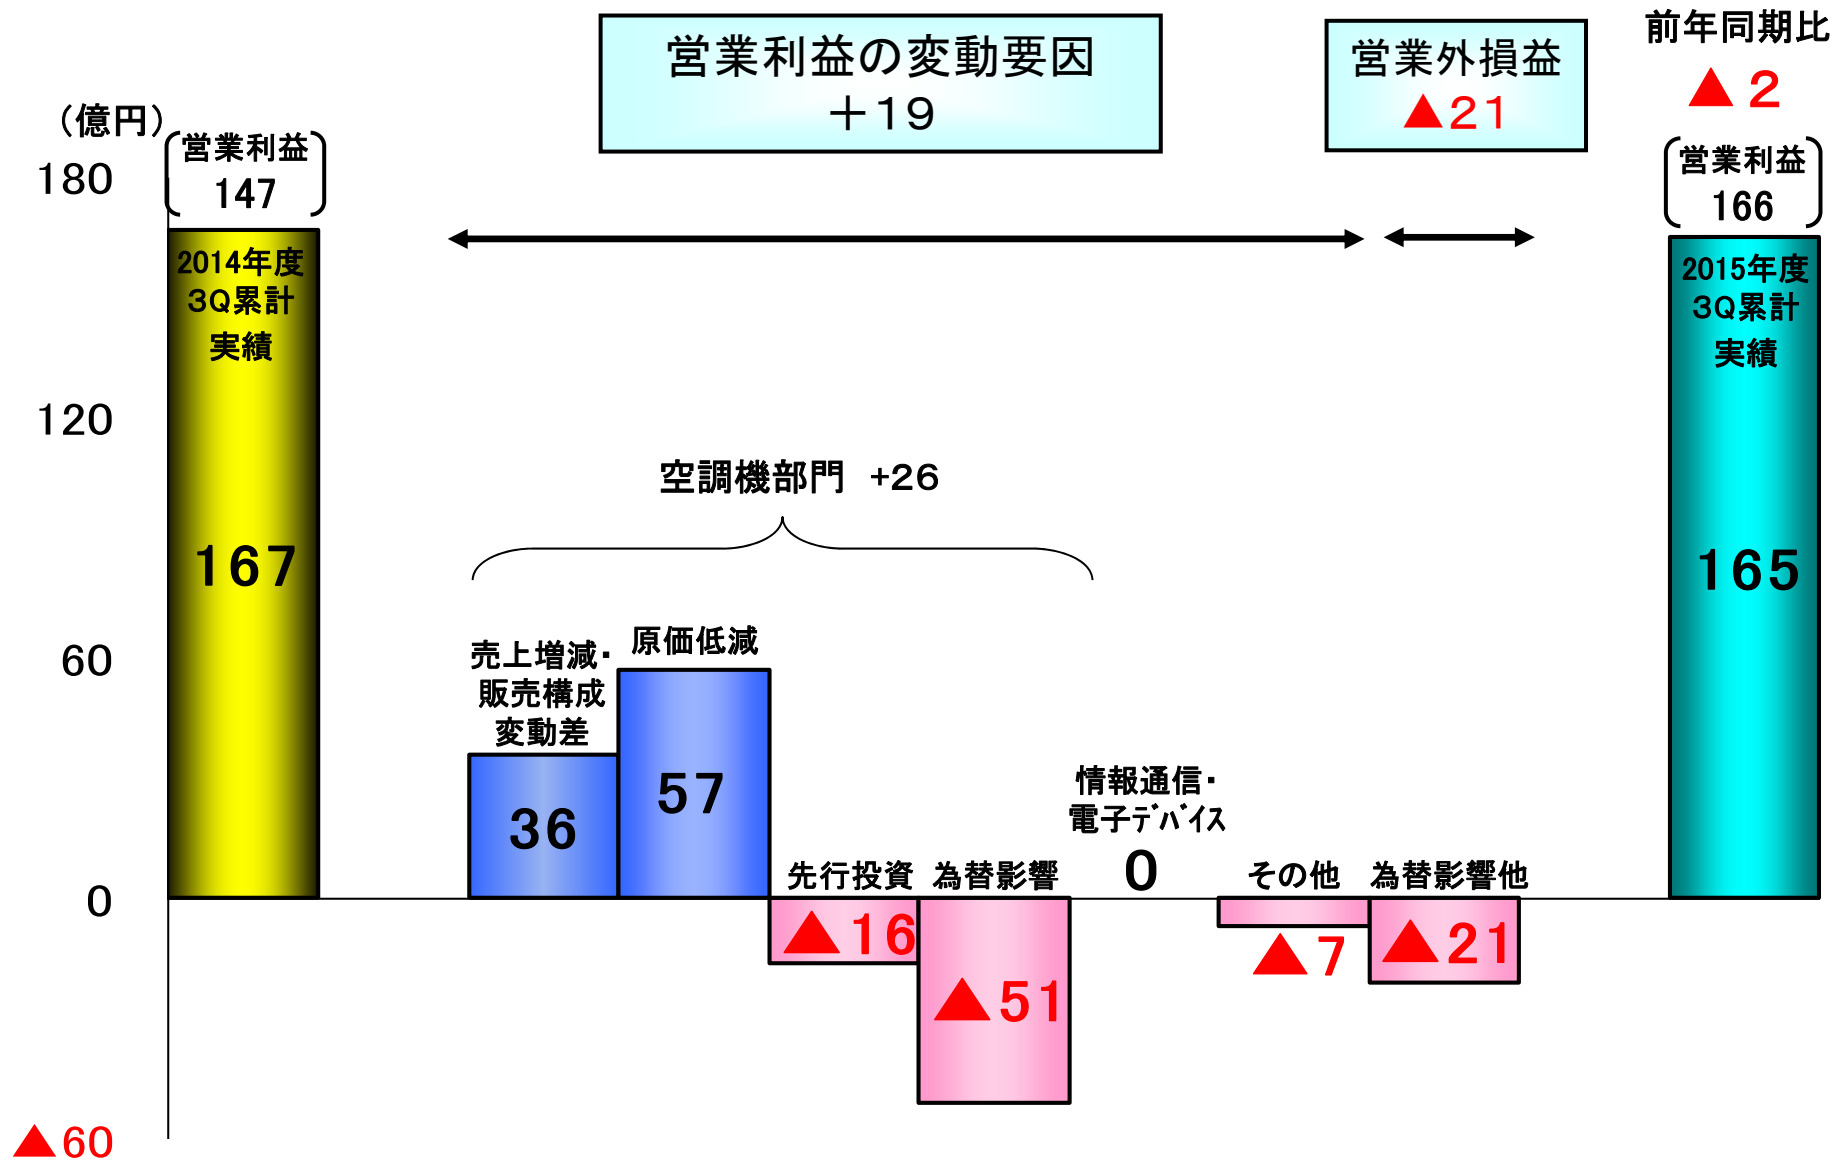 営業利益の変動要因
＋19
営業外損益
▲21
前年同期比
▲2
（億円）
営業利益
147
営業利益
166
180
120
60
0
▲60
2014年度
3Q累計
実績
167
空調機部門 +26
売上増減・
販売構成
変動差
36
原価低減
57
先行投資
▲16
為替影響
▲51
情報通信・
電子ﾃﾞﾊﾞｲｽ
0
その他
▲7
為替影響他
▲21
2015年度
3Q累計
実績
165